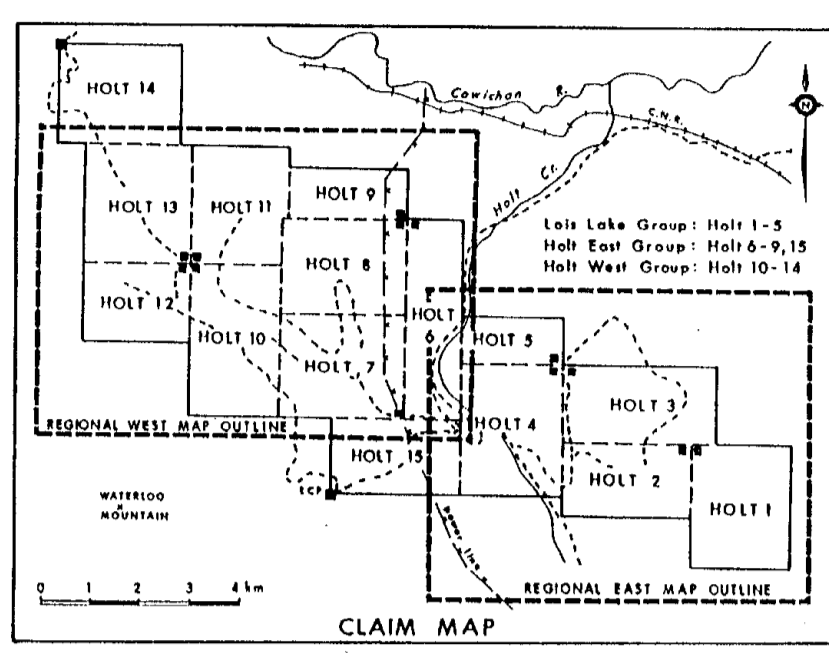 HOLT 14
Cowichan R.
C.N.R.
N
HOLT 9
Holt Cr.
HOLT 13
HOLT 11
Lois Lake Group: Holt 1-5
Holt East Group: Holt 6-9, 15
Holt West Group: Holt 10-14
HOLT 8
HOLT 12
HOLT 6
HOLT 10
HOLT 5
HOLT 7
HOLT 3
HOLT 4
REGIONAL WEST MAP OUTLINE
HOLT 15
HOLT 2
LCP
WATERLOO
MOUNTAIN
HOLT 1
power line
0 1 2 3 4 km
REGIONAL EAST MAP OUTLINE
CLAIM MAP